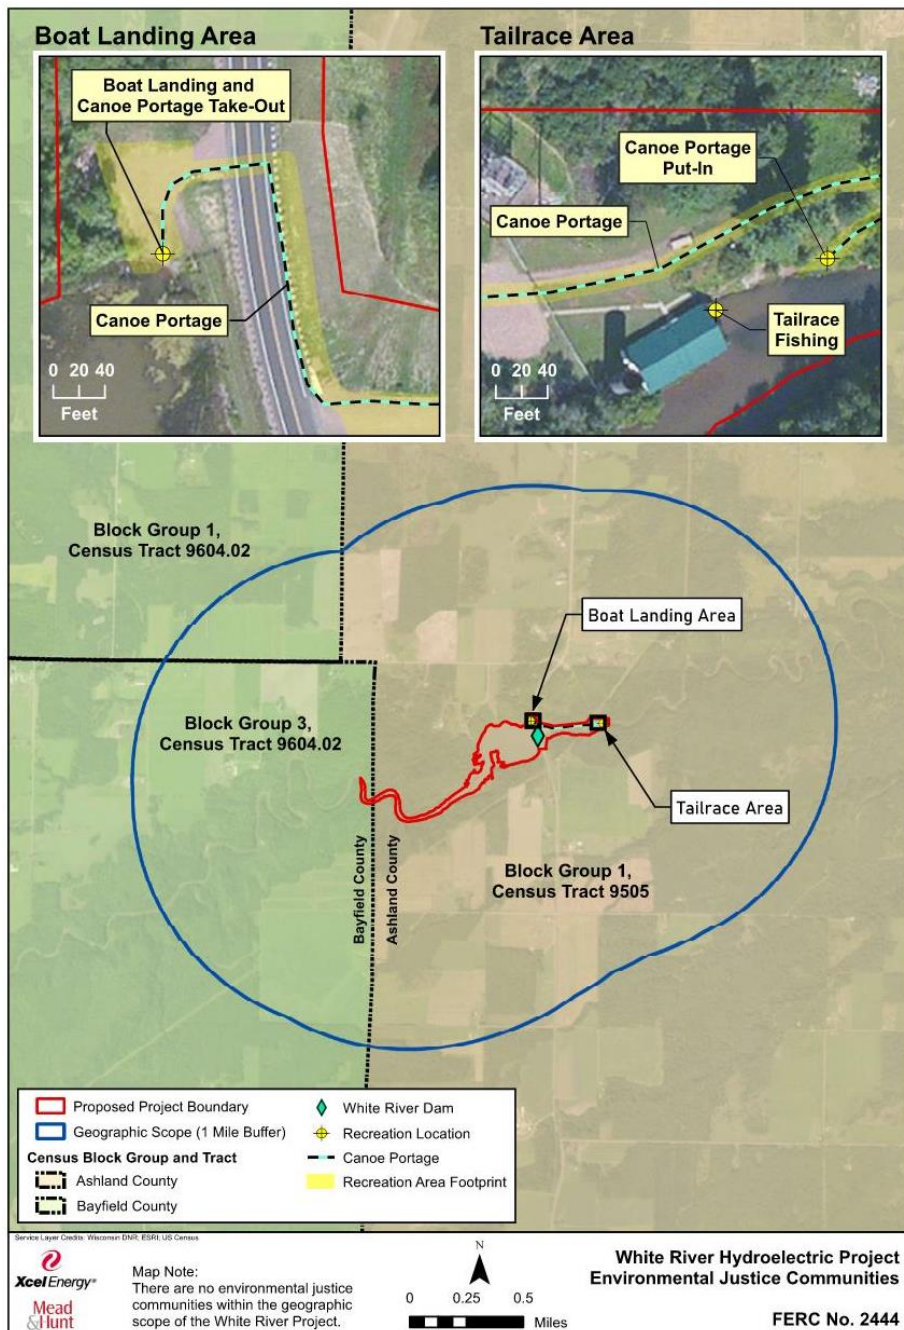 Boat Landing Area
Boat Landing and
Canoe Portage Take-Out
Canoe Portage
0 20 40
Feet
Tailrace Area
Canoe Portage
Put-In
Canoe Portage
Tailrace
Fishing
0 20 40
Feet
Block Group 1,
Census Tract 9604.02
Boat Landing Area
Block Group 3,
Census Tract 9604.02
Tailrace Area
Bayfield County
Ashland County
Block Group 1,
Census Tract 9505
Proposed Project Boundary
Geographic Scope (1 Mile Buffer)
Census Block Group and Tract
Ashland County
Bayfield County
White River Dam
Recreation Location
Canoe Portage
Recreation Area Footprint
Service Layer Credits: Wisconsin DNR; ESRI; US Census
Xcel Energy®
Mead
&Hunt
Map Note:
There are no environmental justice
communities within the geographic
scope of the White River Project.
N
0 0.25 0.5
Miles
White River Hydroelectric Project
Environmental Justice Communities
FERC No. 2444